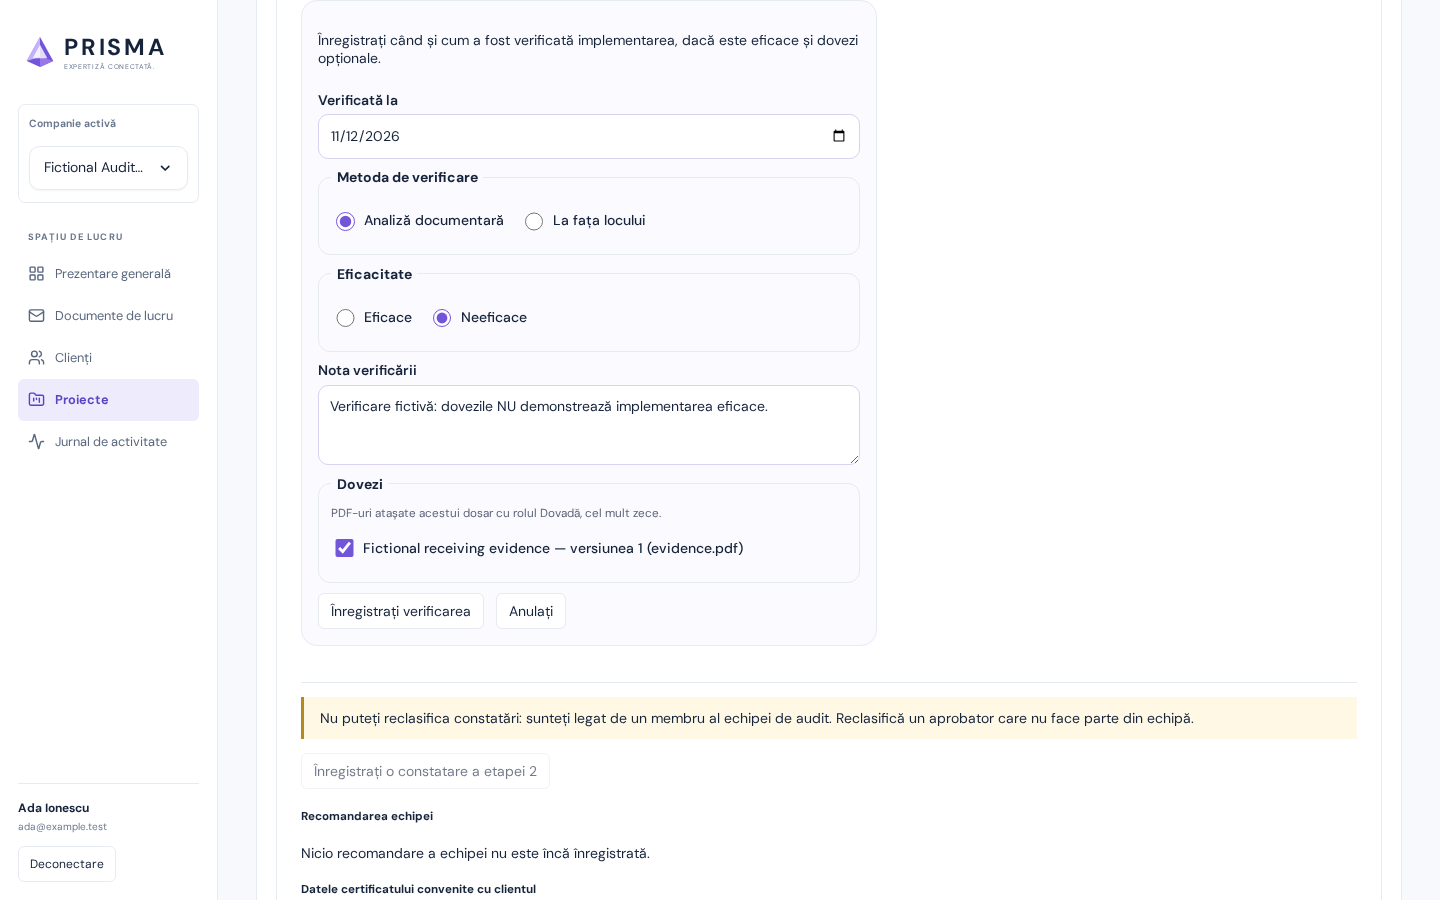 PRISMA
EXPERTIZĂ CONECTATĂ.
Companie activă
Fictional Audit...
SPAȚIU DE LUCRU
Prezentare generală
Documente de lucru
Clienți
Proiecte
Jurnal de activitate
Ada Ionescu
ada@example.test
Deconectare
Înregistrați când și cum a fost verificată implementarea, dacă este eficace și dovezi
opționale.
Verificată la
11/12/2026
Metoda de verificare
Analiză documentară
La fața locului
Eficacitate
Eficace
Neeficace
Nota verificării
Verificare fictivă: dovezile NU demonstrează implementarea eficace.
Dovezi
PDF-uri atașate acestui dosar cu rolul Dovadă, cel mult zece.
Fictional receiving evidence — versiunea 1 (evidence.pdf)
Înregistrați verificarea
Anulați
Nu puteți reclasifica constatări: sunteți legat de un membru al echipei de audit. Reclasifică un aprobator care nu face parte din echipă.
Înregistrați o constatare a etapei 2
Recomandarea echipei
Nicio recomandare a echipei nu este încă înregistrată.
Datele certificatului convenite cu clientul